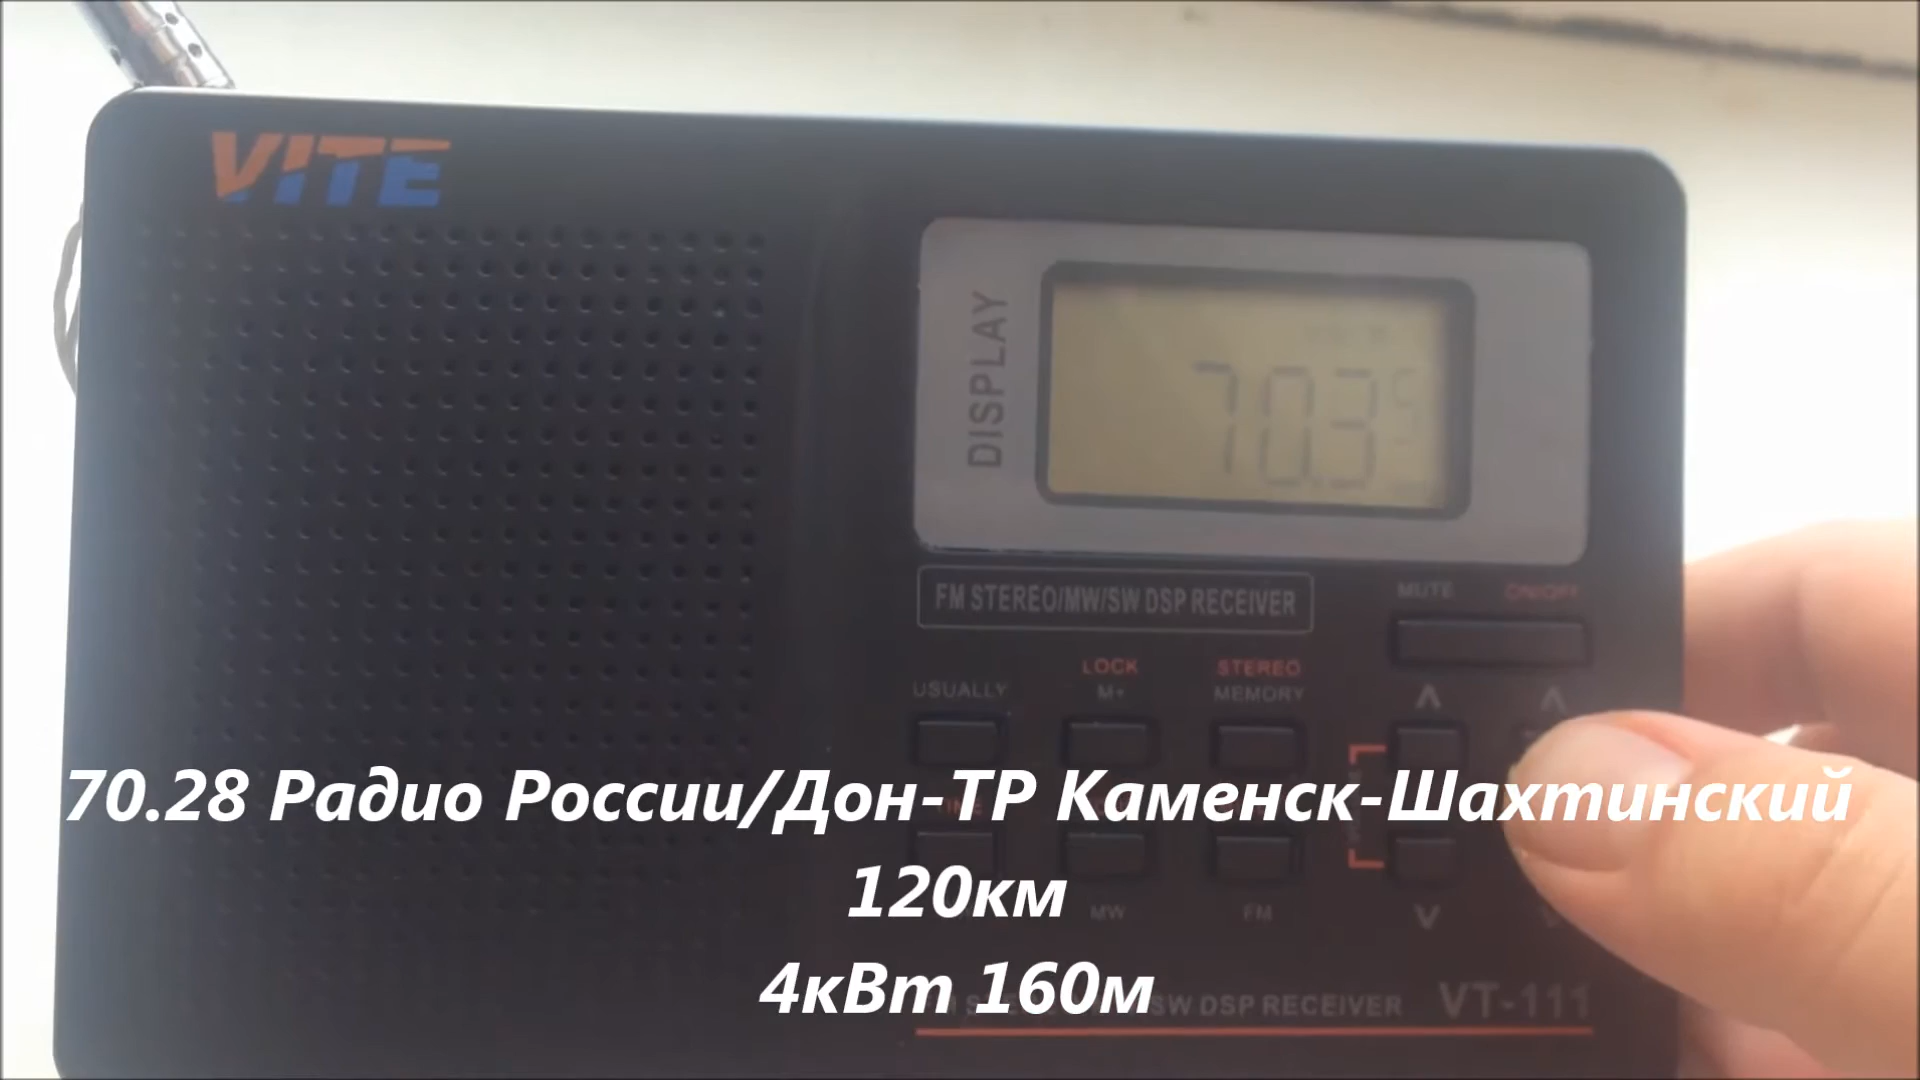 VITE
DISPLAY
70.3
FM STEREO/MW/SW DSP RECEIVER
MUTE ON/OFF
LOCK STEREO
USUALLY M+ MEMORY
70.28 Радио России/Дон-ТР Каменск-Шахтинский
120км
MW FM
4кВт 160м
SW DSP RECEIVER VT-111